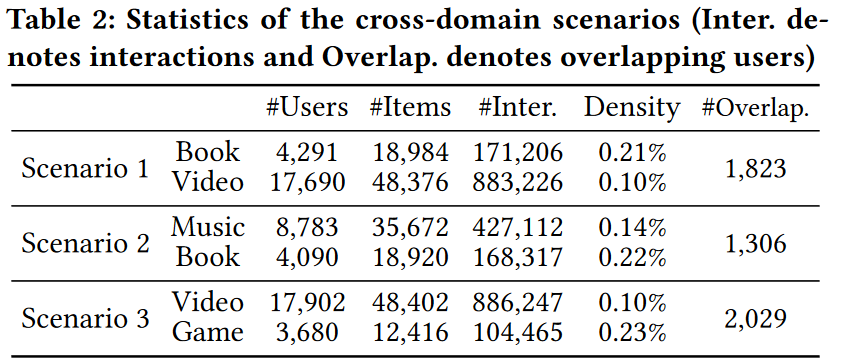 Table 2: Statistics of the cross-domain scenarios (Inter. de-
notes interactions and Overlap. denotes overlapping users)
#Users #Items #Inter. Density #Overlap.
Scenario 1 Book 4,291 18,984 171,206 0.21% 1,823
Video 17,690 48,376 883,226 0.10%
Scenario 2 Music 8,783 35,672 427,112 0.14% 1,306
Book 4,090 18,920 168,317 0.22%
Scenario 3 Video 17,902 48,402 886,247 0.10% 2,029
Game 3,680 12,416 104,465 0.23%